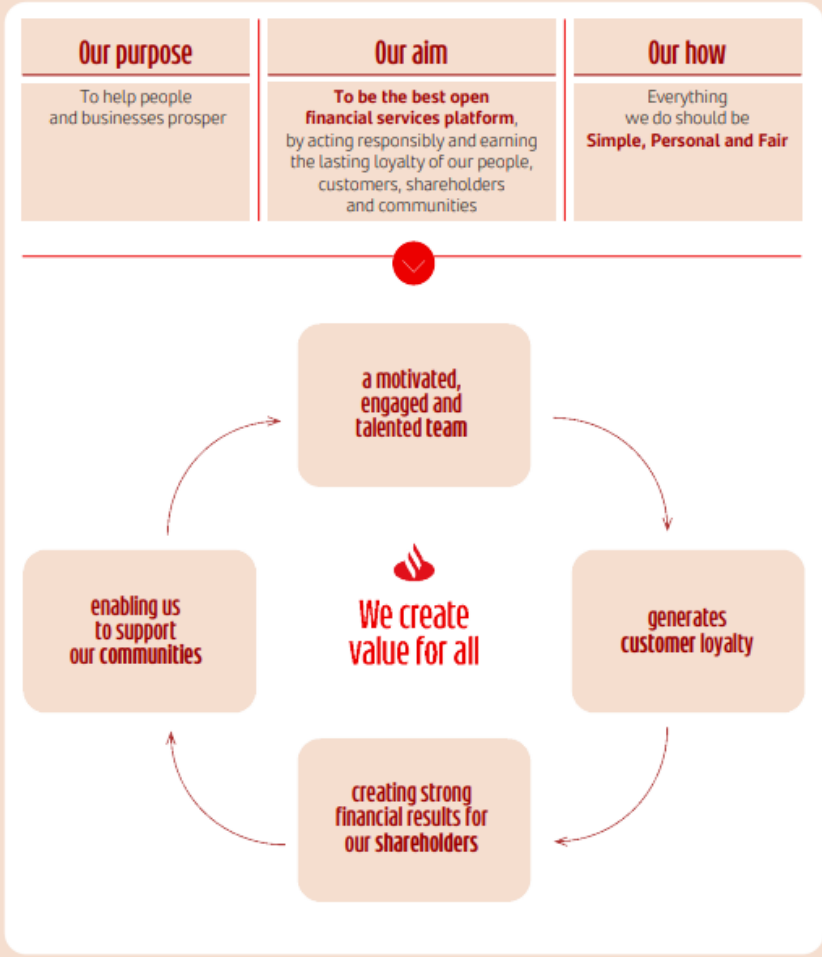 Our purpose
To help people
and businesses prosper
Our aim
To be the best open
financial services platform,
by acting responsibly and earning
the lasting loyalty of our people,
customers, shareholders
and communities
Our how
Everything
we do should be
Simple, Personal and Fair
a motivated,
engaged and
talented team
generates
customer loyalty
creating strong
financial results for
our shareholders
enabling us
to support
our communities
We create
value for all